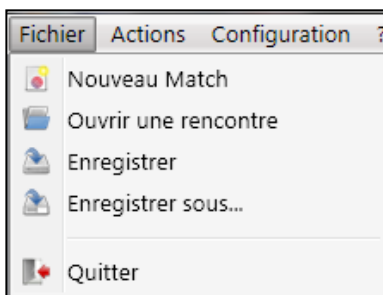 Fichier Actions Configuration ?
Nouveau Match
Ouvrir une rencontre
Enregistrer
Enregistrer sous...
Quitter